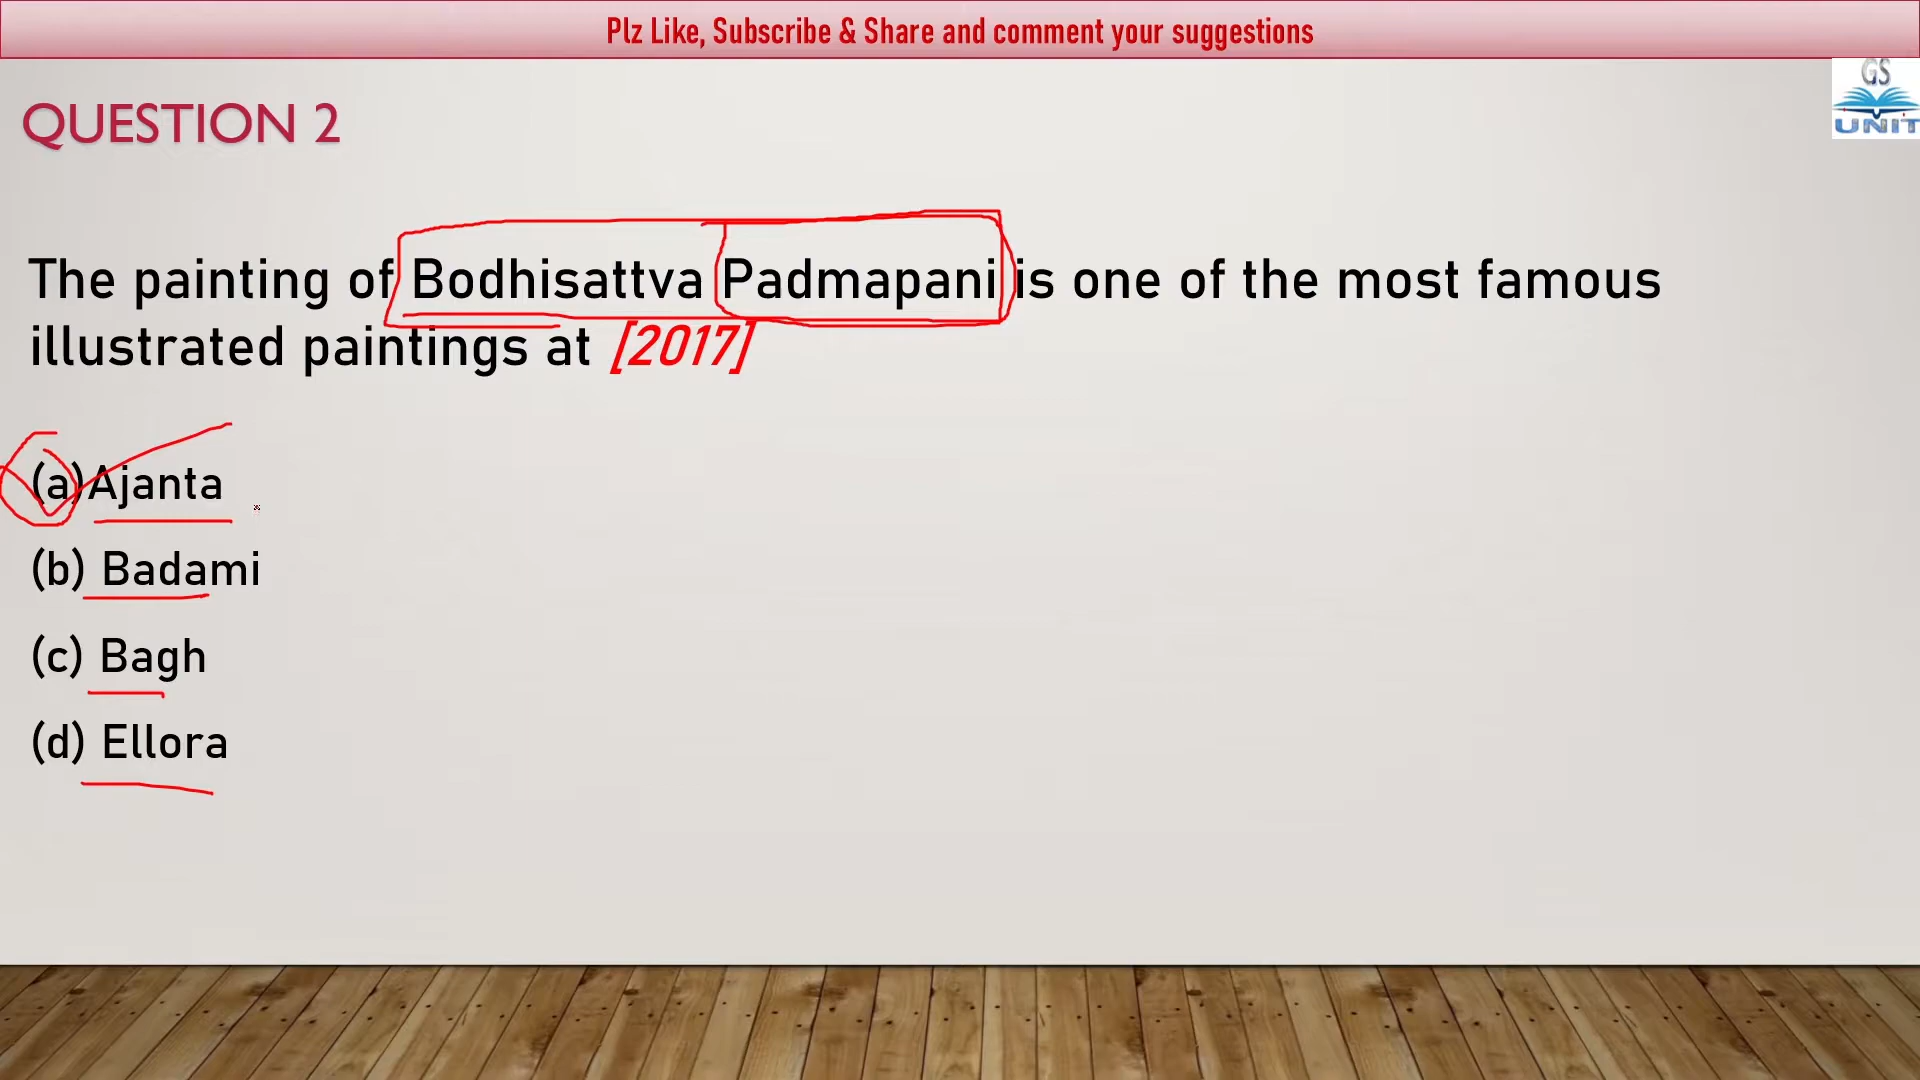 Plz Like, Subscribe & Share and comment your suggestions
GS
UNIT
QUESTION 2
The painting of Bodhisattva Padmapani is one of the most famous
illustrated paintings at [2017]
(a)Ajanta
(b) Badami
(c) Bagh
(d) Ellora